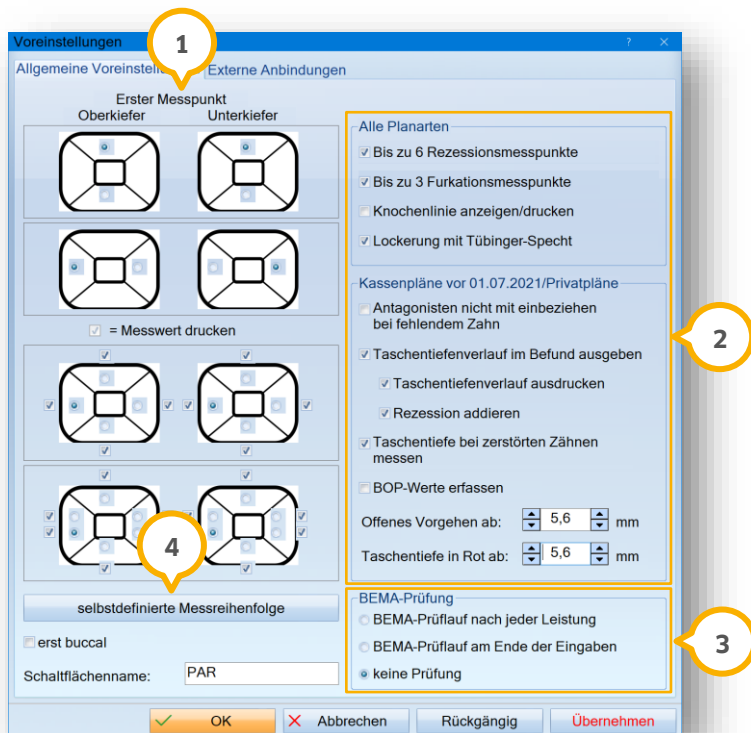 1
Voreinstellungen ? ×
Allgemeine Voreinstell Externe Anbindungen
Erster Messpunkt
Oberkiefer Unterkiefer
= Messwert drucken
4
selbstdefinierte Messreihenfolge
erst buccal
Schaltflächenname: PAR
Alle Planarten
Bis zu 6 Rezessionsmesspunkte
Bis zu 3 Furkationsmesspunkte
Knochenlinie anzeigen/drucken
Lockerung mit Tübinger-Specht
Kassenpläne vor 01.07.2021/Privatpläne
Antagonisten nicht mit einbeziehen
bei fehlendem Zahn
2
Taschentiefenverlauf im Befund ausgeben
Taschentiefenverlauf ausdrucken
Rezession addieren
Taschentiefe bei zerstörten Zähnen
messen
BOP-Werte erfassen
Offenes Vorgehen ab: 5,6 mm
Taschentiefe in Rot ab: 5,6 mm
BEMA-Prüfung
BEMA-Prüflauf nach jeder Leistung
BEMA-Prüflauf am Ende der Eingaben
3
keine Prüfung
OK Abbrechen Rückgängig Übernehmen